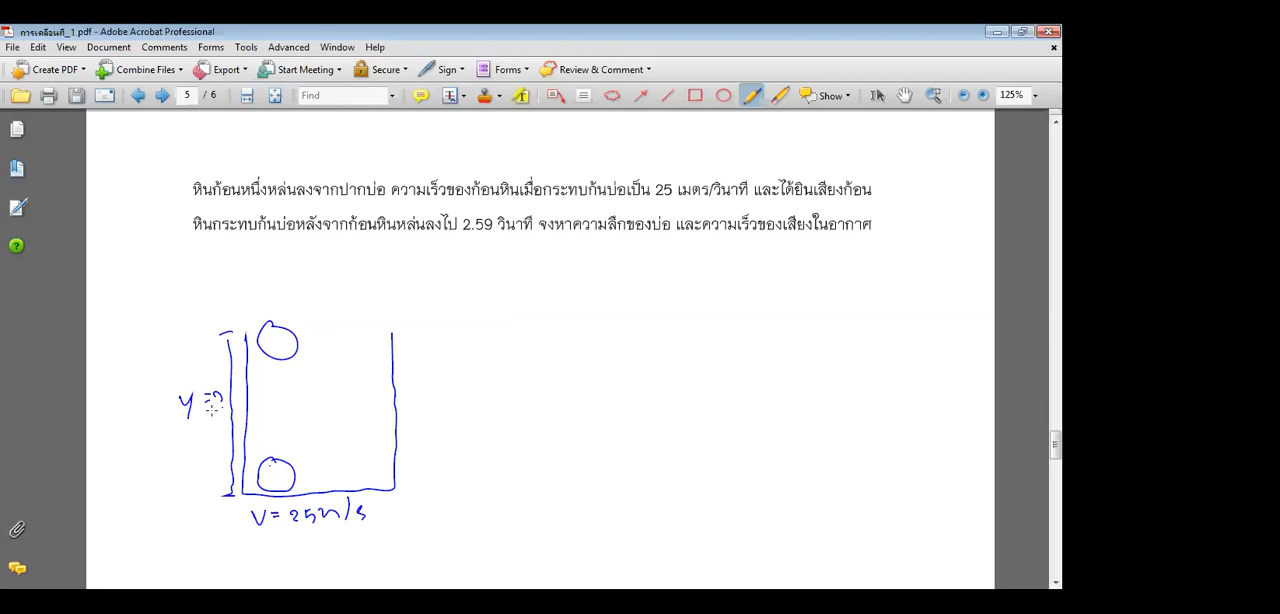 การเคลื่อนที่_1.pdf - Adobe Acrobat Professional
File Edit View Document Comments Forms Tools Advanced Window Help
Create PDF Combine Files Export Start Meeting Secure Sign Forms Review & Comment
5 / 6 Find Show 125%
หินก้อนหนึ่งหล่นลงจากปากบ่อ ความเร็วของก้อนหินเมื่อกระทบก้นบ่อเป็น 25 เมตร/วินาที และได้ยินเสียงก้อน
หินกระทบก้นบ่อหลังจากก้อนหินหล่นลงไป 2.59 วินาที จงหาความลึกของบ่อ และความเร็วของเสียงในอากาศ
y = ?
V = 25 m/s